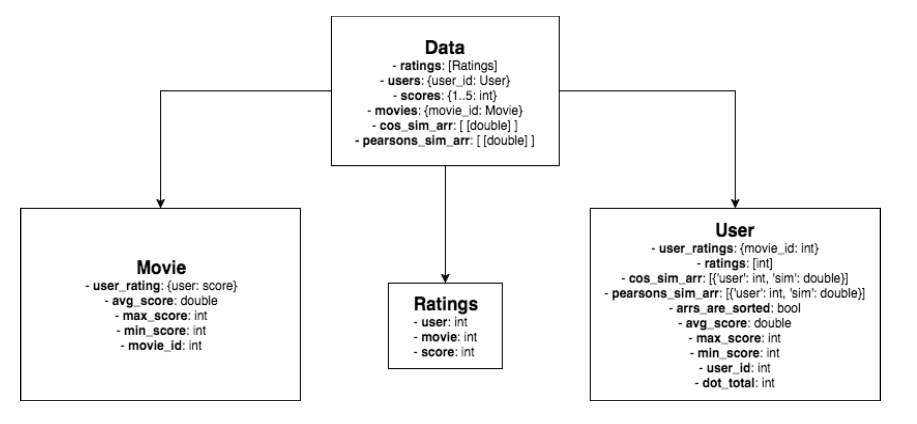 Data
- ratings: [Ratings]
- users: {user_id: User}
- scores: {1..5: int}
- movies: {movie_id: Movie}
- cos_sim_arr: [ [double] ]
- pearsons_sim_arr: [ [double] ]
Movie
- user_rating: {user: score}
- avg_score: double
- max_score: int
- min_score: int
- movie_id: int
Ratings
- user: int
- movie: int
- score: int
User
- user_ratings: {movie_id: int}
- ratings: [int]
- cos_sim_arr: [{'user': int, 'sim': double}]
- pearsons_sim_arr: [{'user': int, 'sim': double}]
- arrs_are_sorted: bool
- avg_score: double
- max_score: int
- min_score: int
- user_id: int
- dot_total: int